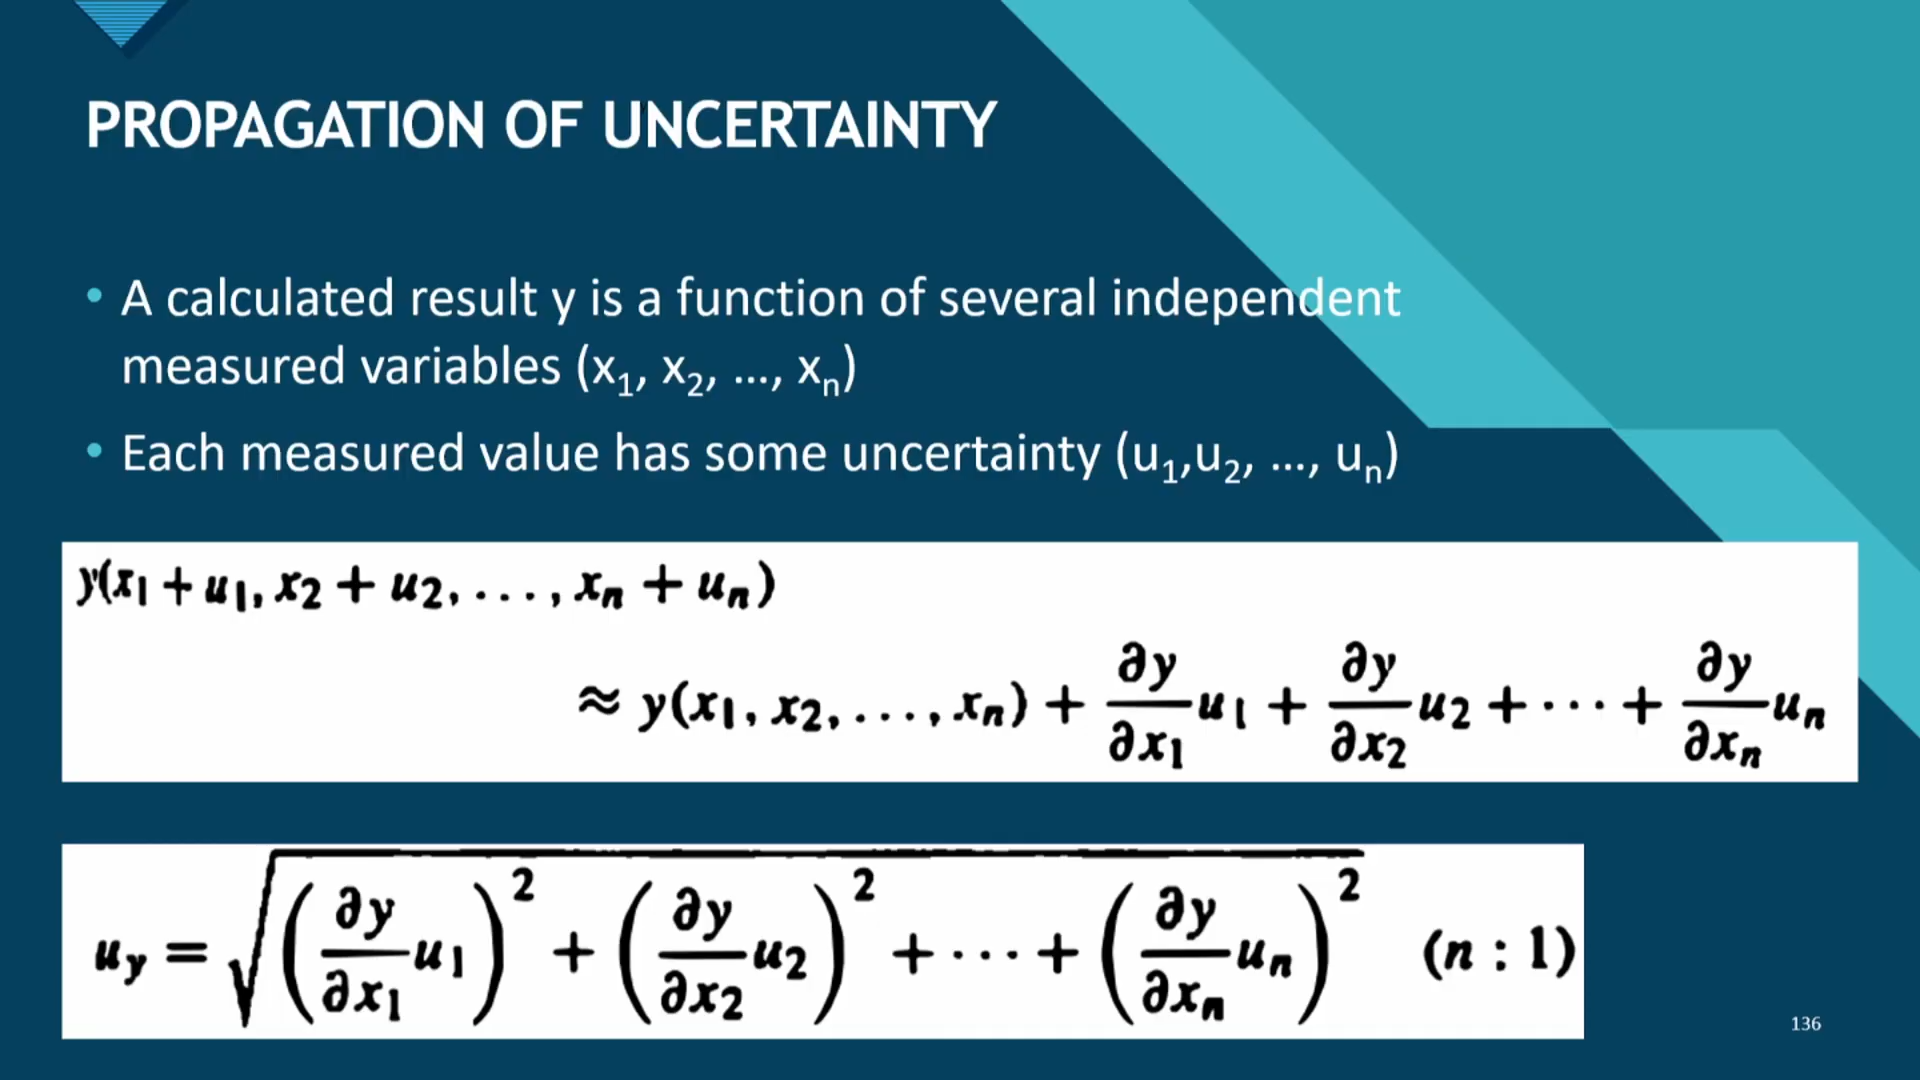 PROPAGATION OF UNCERTAINTY
• A calculated result y is a function of several independent
measured variables (x₁, x₂, …, xₙ)
• Each measured value has some uncertainty (u₁,u₂, …, uₙ)
y(x₁ + u₁, x₂ + u₂, . . . , xₙ + uₙ)
≈ y(x₁, x₂, . . . , xₙ) + ∂y/∂x₁ u₁ + ∂y/∂x₂ u₂ + · · · + ∂y/∂xₙ uₙ
u_y = √((∂y/∂x₁ u₁)² + (∂y/∂x₂ u₂)² + · · · + (∂y/∂xₙ uₙ)²) (n : 1)
136